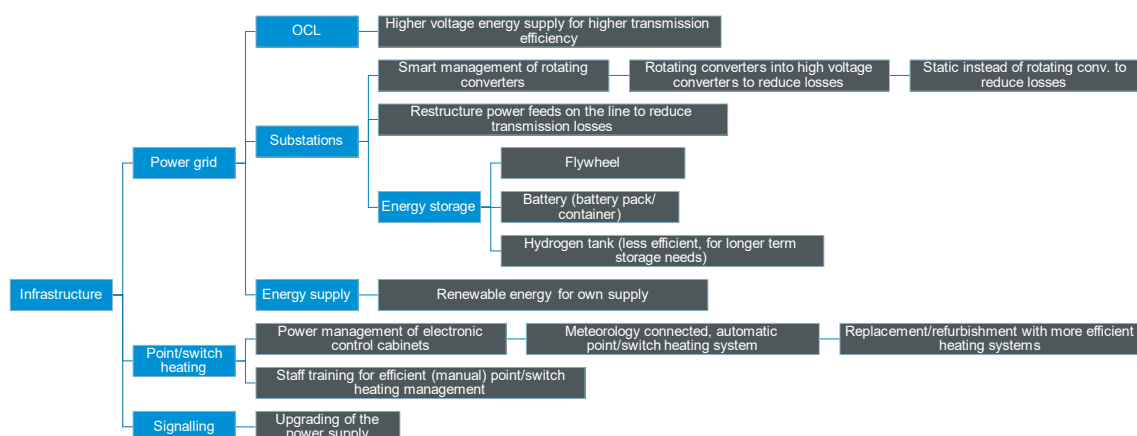 OCL
Higher voltage energy supply for higher transmission
efficiency
Smart management of rotating
converters
Rotating converters into high voltage
converters to reduce losses
Static instead of rotating conv. to
reduce losses
Restructure power feeds on the line to reduce
transmission losses
Substations
Power grid
Flywheel
Energy storage
Battery (battery pack/
container)
Hydrogen tank (less efficient, for longer term
storage needs)
Infrastructure
Energy supply
Renewable energy for own supply
Point/switch
heating
Power management of electronic
control cabinets
Meteorology connected, automatic
point/switch heating system
Replacement/refurbishment with more efficient
heating systems
Staff training for efficient (manual) point/switch
heating management
Signalling
Upgrading of the
power supply